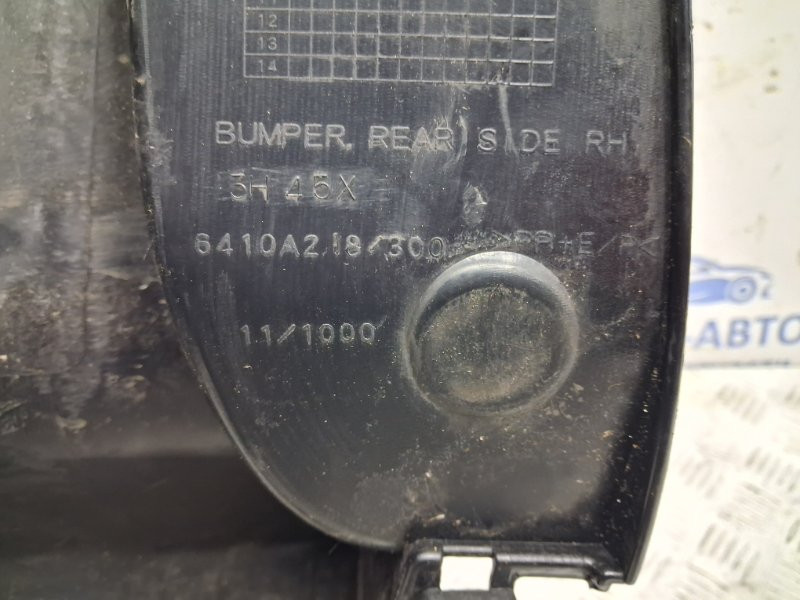 12
13
14
BUMPER, REAR SIDE RH
3H 45X
6410A218/300
11/1000
-АВТО